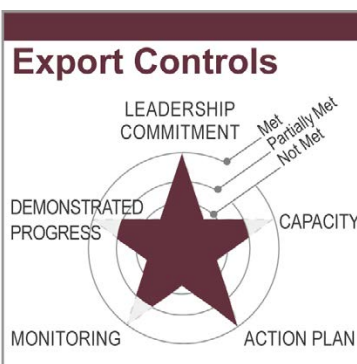 Export Controls
LEADERSHIP
COMMITMENT
Met
Partially Met
Not Met
DEMONSTRATED
PROGRESS
CAPACITY
MONITORING
ACTION PLAN